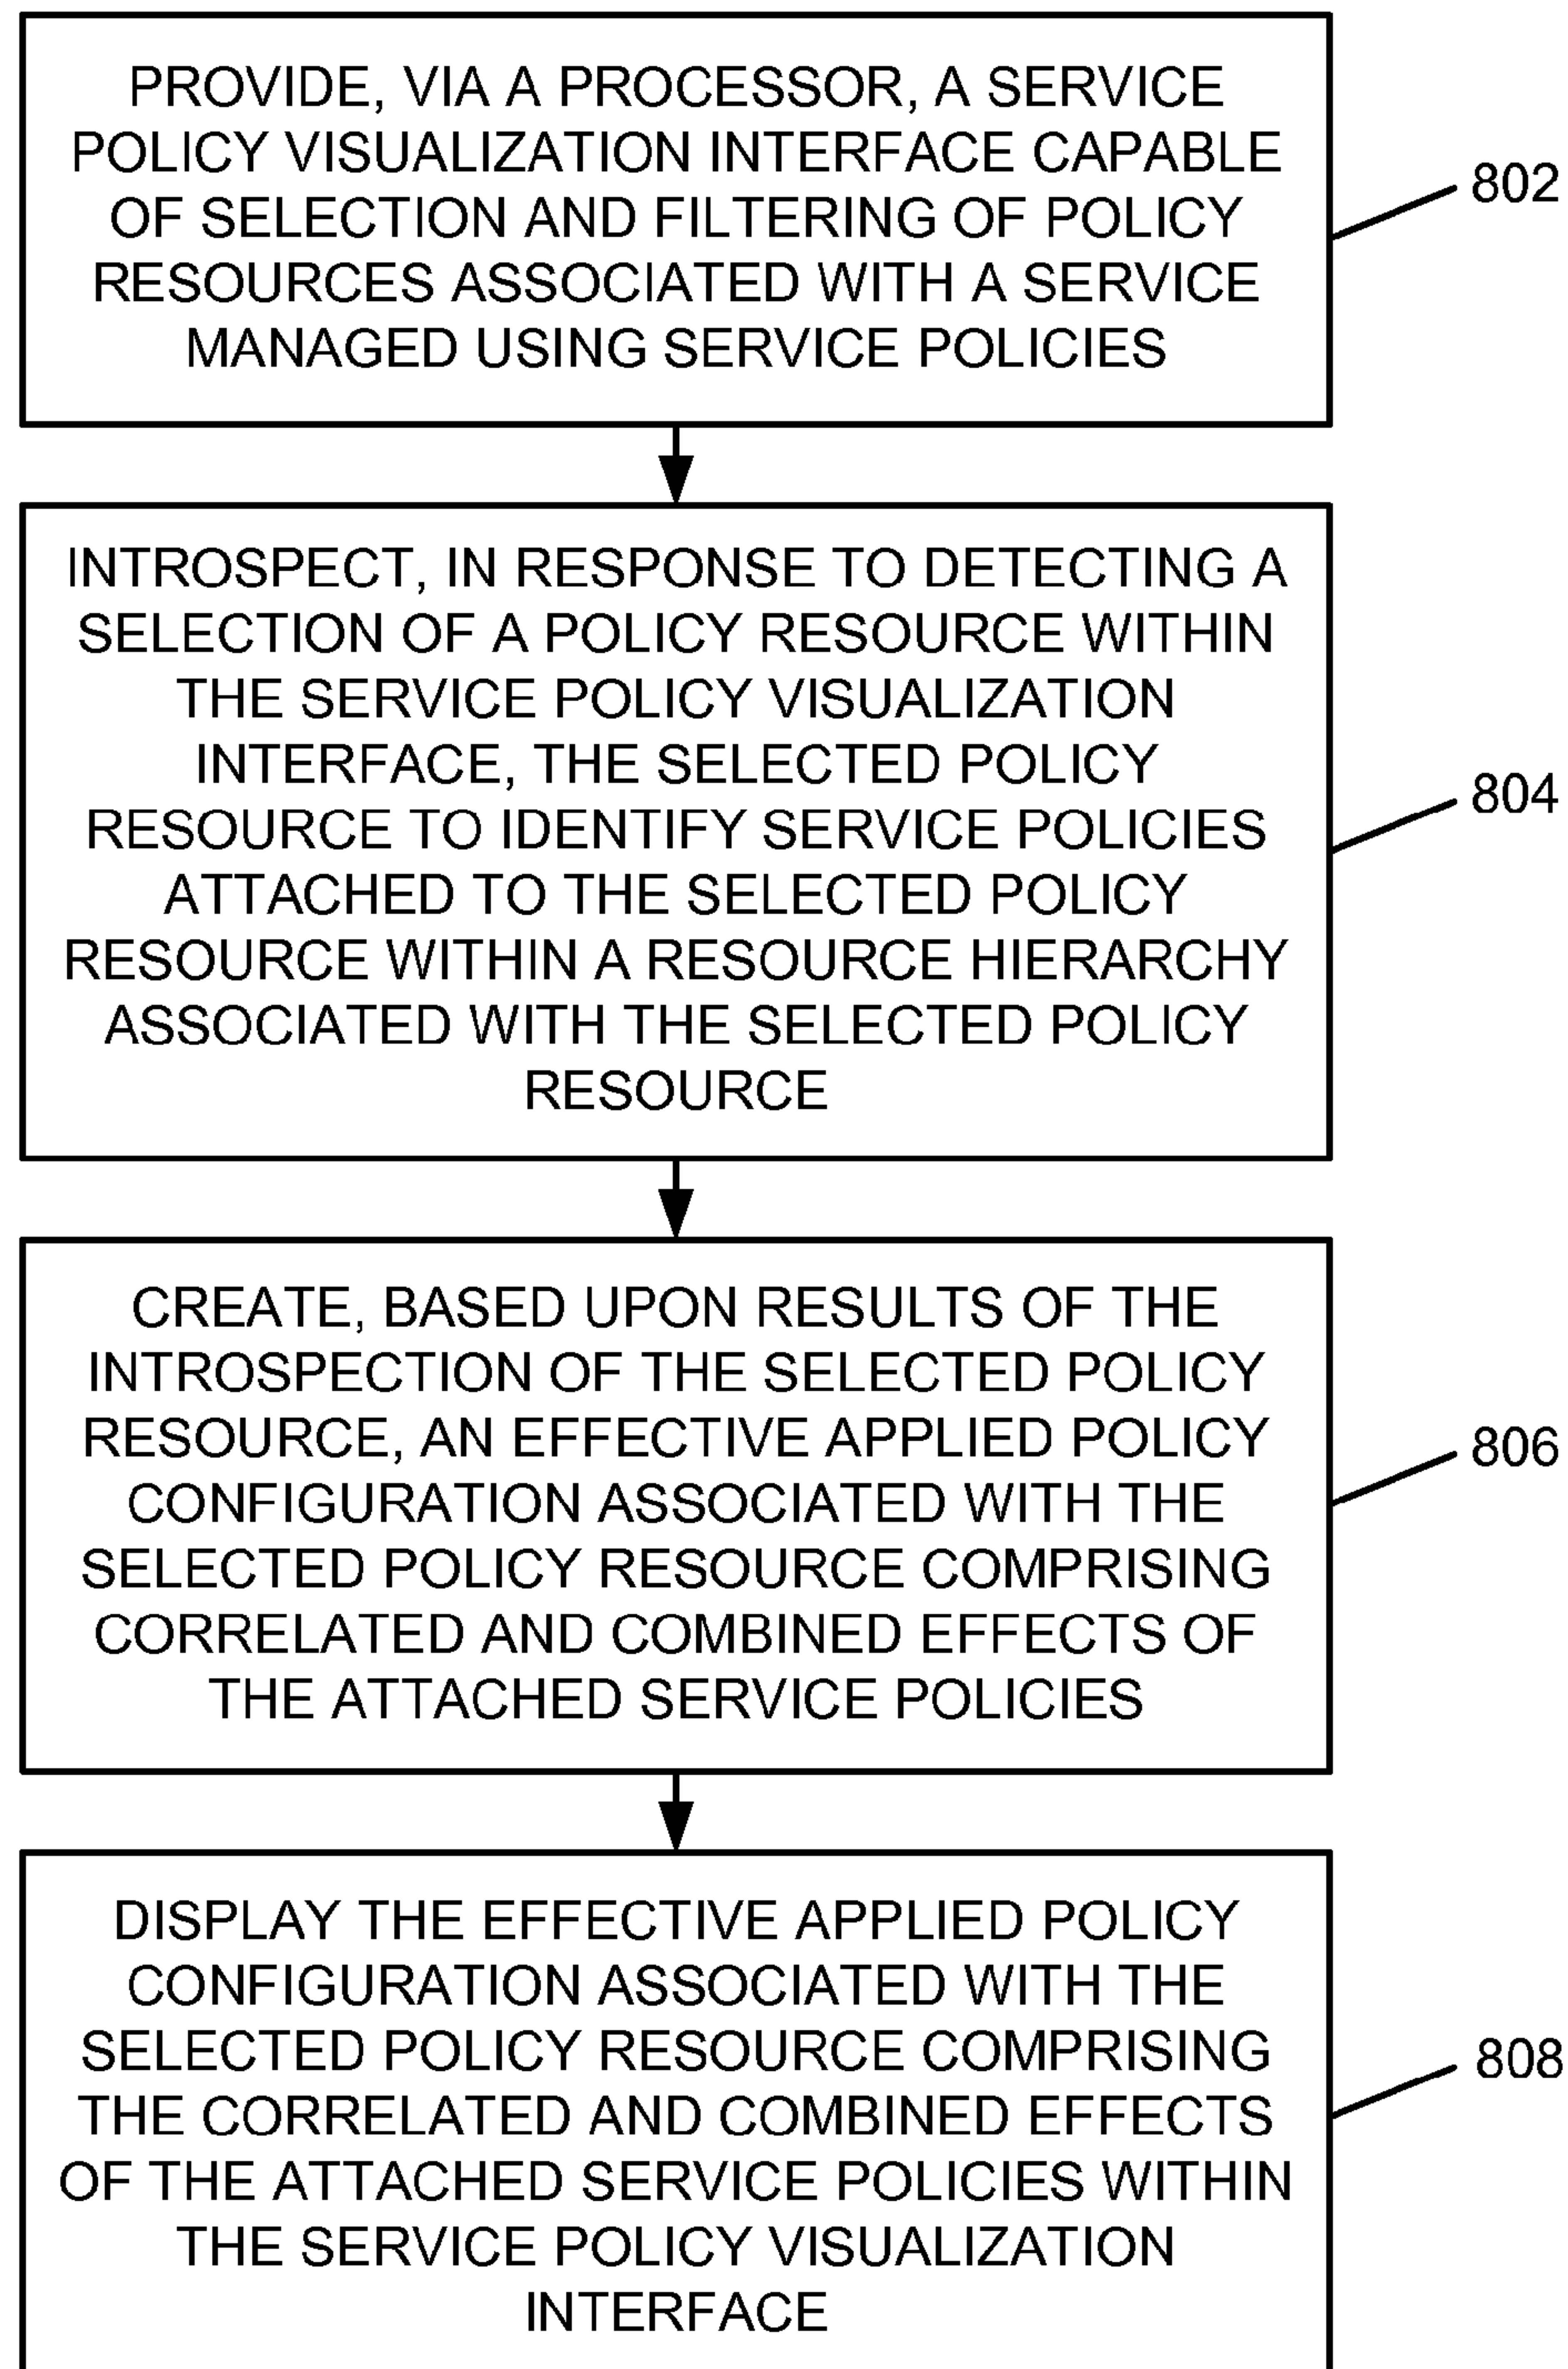 PROVIDE, VIA A PROCESSOR, A SERVICE
POLICY VISUALIZATION INTERFACE CAPABLE
OF SELECTION AND FILTERING OF POLICY
RESOURCES ASSOCIATED WITH A SERVICE
MANAGED USING SERVICE POLICIES
802
INTROSPECT, IN RESPONSE TO DETECTING A
SELECTION OF A POLICY RESOURCE WITHIN
THE SERVICE POLICY VISUALIZATION
INTERFACE, THE SELECTED POLICY
RESOURCE TO IDENTIFY SERVICE POLICIES
ATTACHED TO THE SELECTED POLICY
RESOURCE WITHIN A RESOURCE HIERARCHY
ASSOCIATED WITH THE SELECTED POLICY
RESOURCE
804
CREATE, BASED UPON RESULTS OF THE
INTROSPECTION OF THE SELECTED POLICY
RESOURCE, AN EFFECTIVE APPLIED POLICY
CONFIGURATION ASSOCIATED WITH THE
SELECTED POLICY RESOURCE COMPRISING
CORRELATED AND COMBINED EFFECTS OF
THE ATTACHED SERVICE POLICIES
806
DISPLAY THE EFFECTIVE APPLIED POLICY
CONFIGURATION ASSOCIATED WITH THE
SELECTED POLICY RESOURCE COMPRISING
THE CORRELATED AND COMBINED EFFECTS
OF THE ATTACHED SERVICE POLICIES WITHIN
THE SERVICE POLICY VISUALIZATION
INTERFACE
808